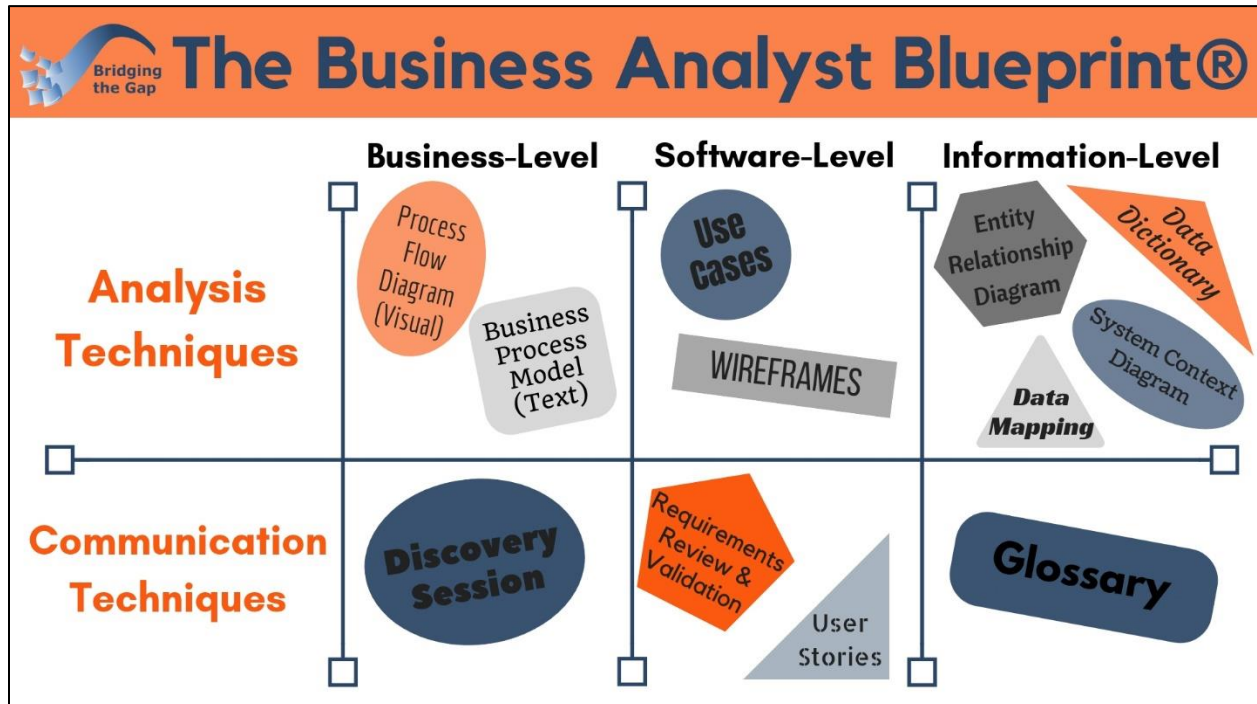 Bridging
the Gap
The Business Analyst Blueprint®
Business-Level
Software-Level
Information-Level
Analysis
Techniques
Process
Flow
Diagram
(Visual)
Business
Process
Model
(Text)
Use
Cases
WIREFRAMES
Entity
Relationship
Diagram
Data
Dictionary
System Context
Diagram
Data
Mapping
Communication
Techniques
Discovery
Session
Requirements
Review &
Validation
User
Stories
Glossary